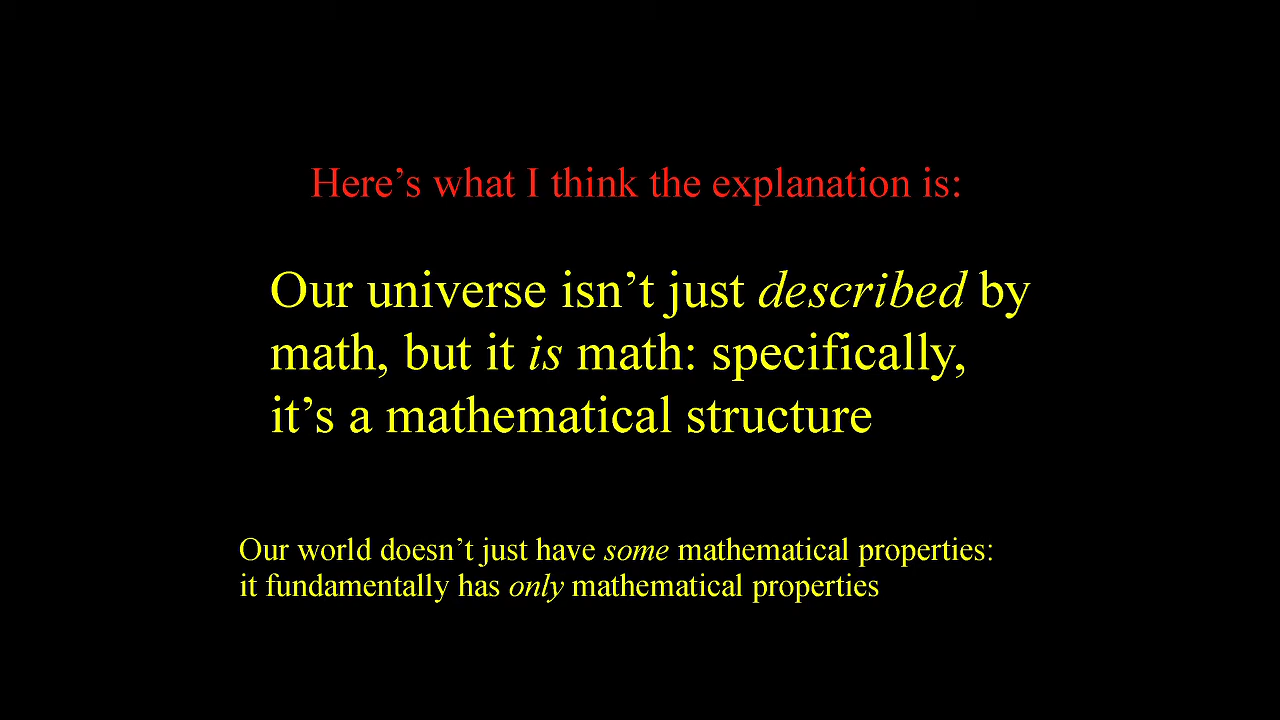 Here’s what I think the explanation is:
Our universe isn’t just described by
math, but it is math: specifically,
it’s a mathematical structure
Our world doesn’t just have some mathematical properties:
it fundamentally has only mathematical properties